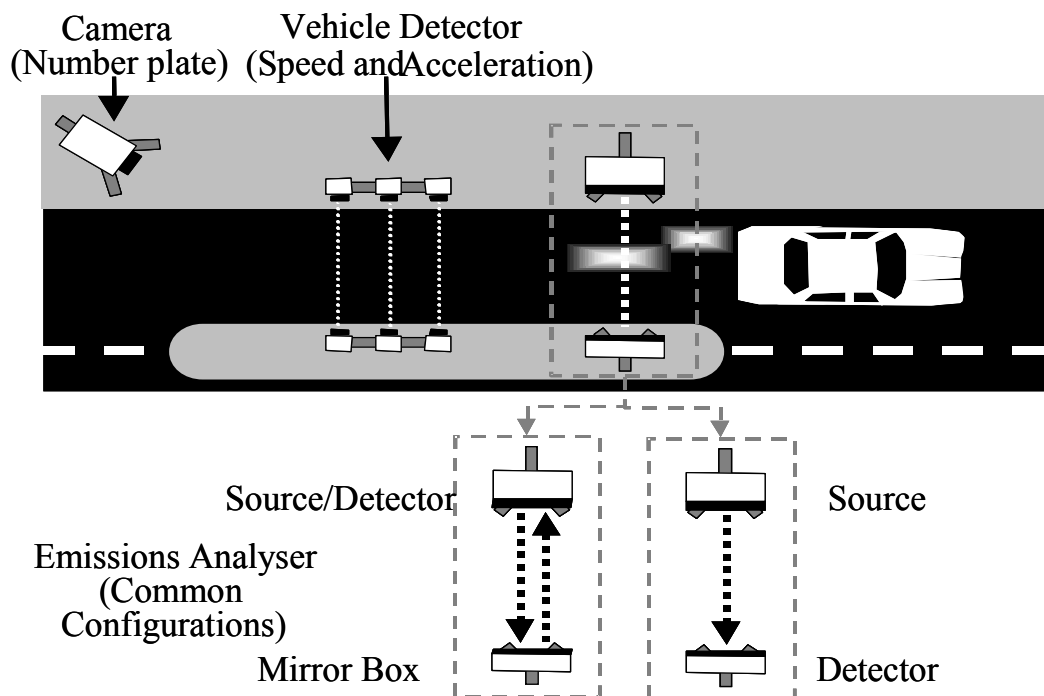 Camera
(Number plate)
Vehicle Detector
(Speed andAcceleration)
Source/Detector
Source
Emissions Analyser
(Common
Configurations)
Mirror Box
Detector